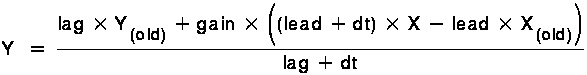 Y = lag × Y(old) + gain × ((lead + dt) × X − lead × X(old))
lag + dt